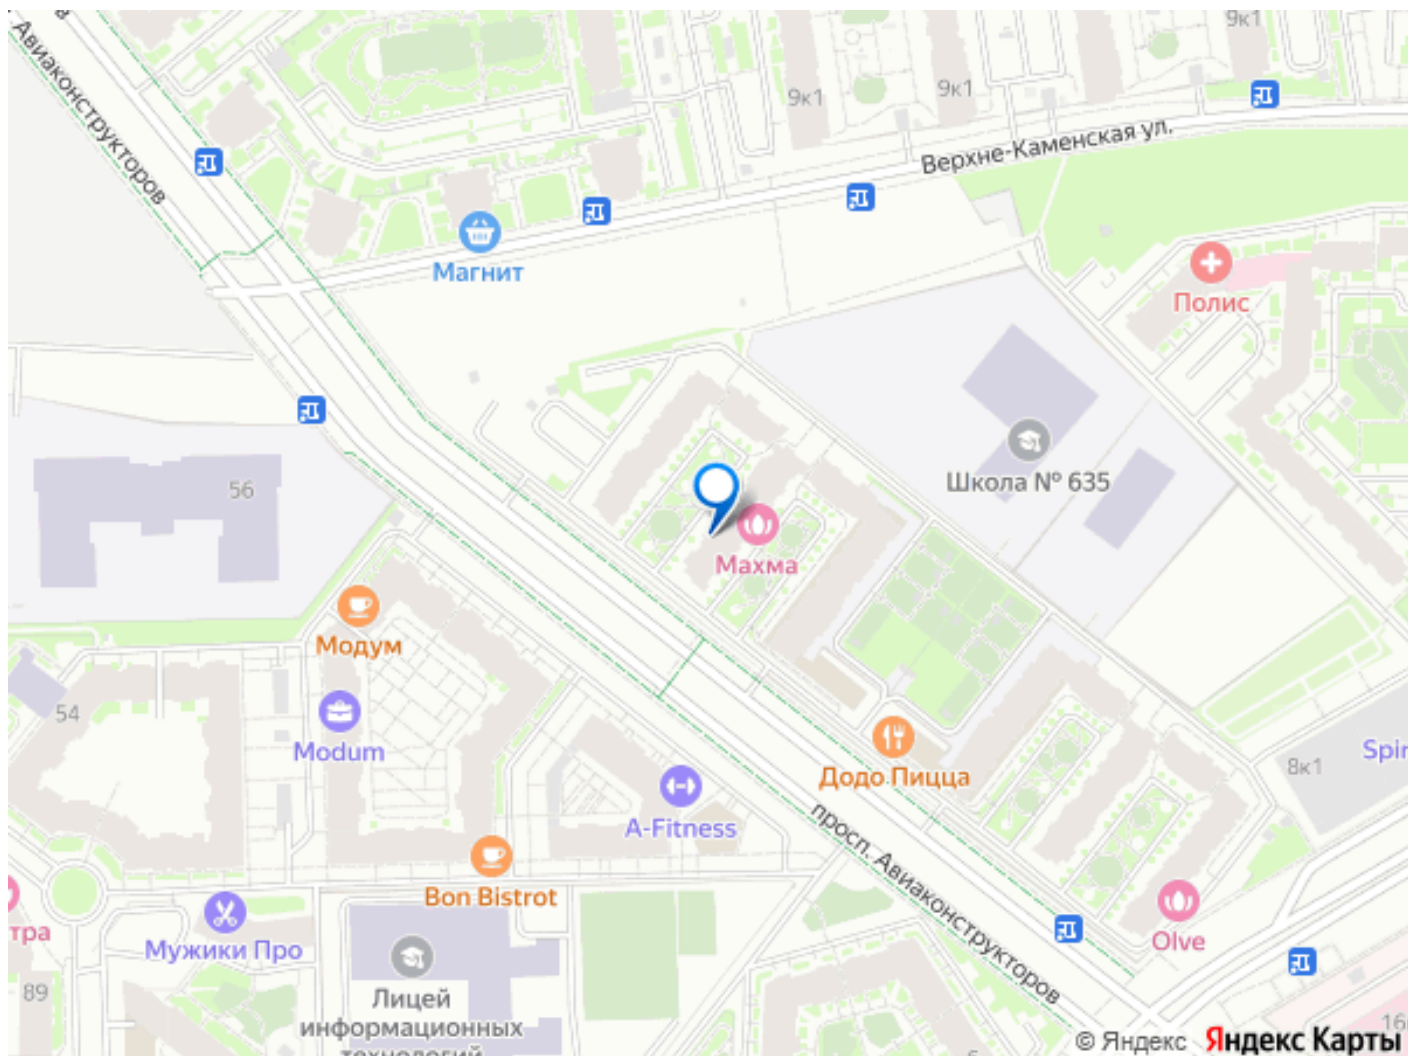 9к1
Авиаконструкторов
9к1
9к1
Верхне-Каменская ул.
Магнит
Полис
56
Школа № 635
Махма
Модум
54
Modum
Spir
8к1
Додо Пицца
A-Fitness
просп. Авиаконструкторов
Bon Bistrot
тра
Мужики Про
Olve
89
Лицей
информационных
технологий
16
© Яндекс Яндекс Карты